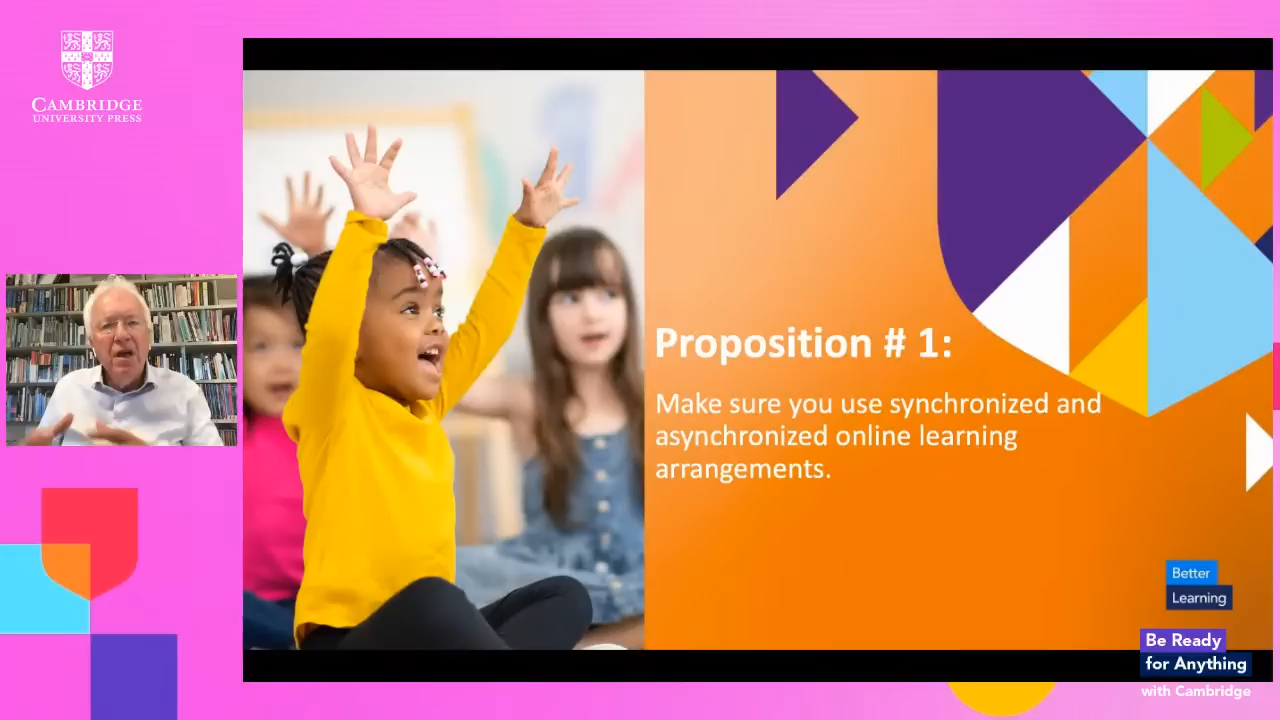 CAMBRIDGE
UNIVERSITY PRESS
Proposition # 1:
Make sure you use synchronized and
asynchronized online learning
arrangements.
Better
Learning
Be Ready
for Anything
with Cambridge